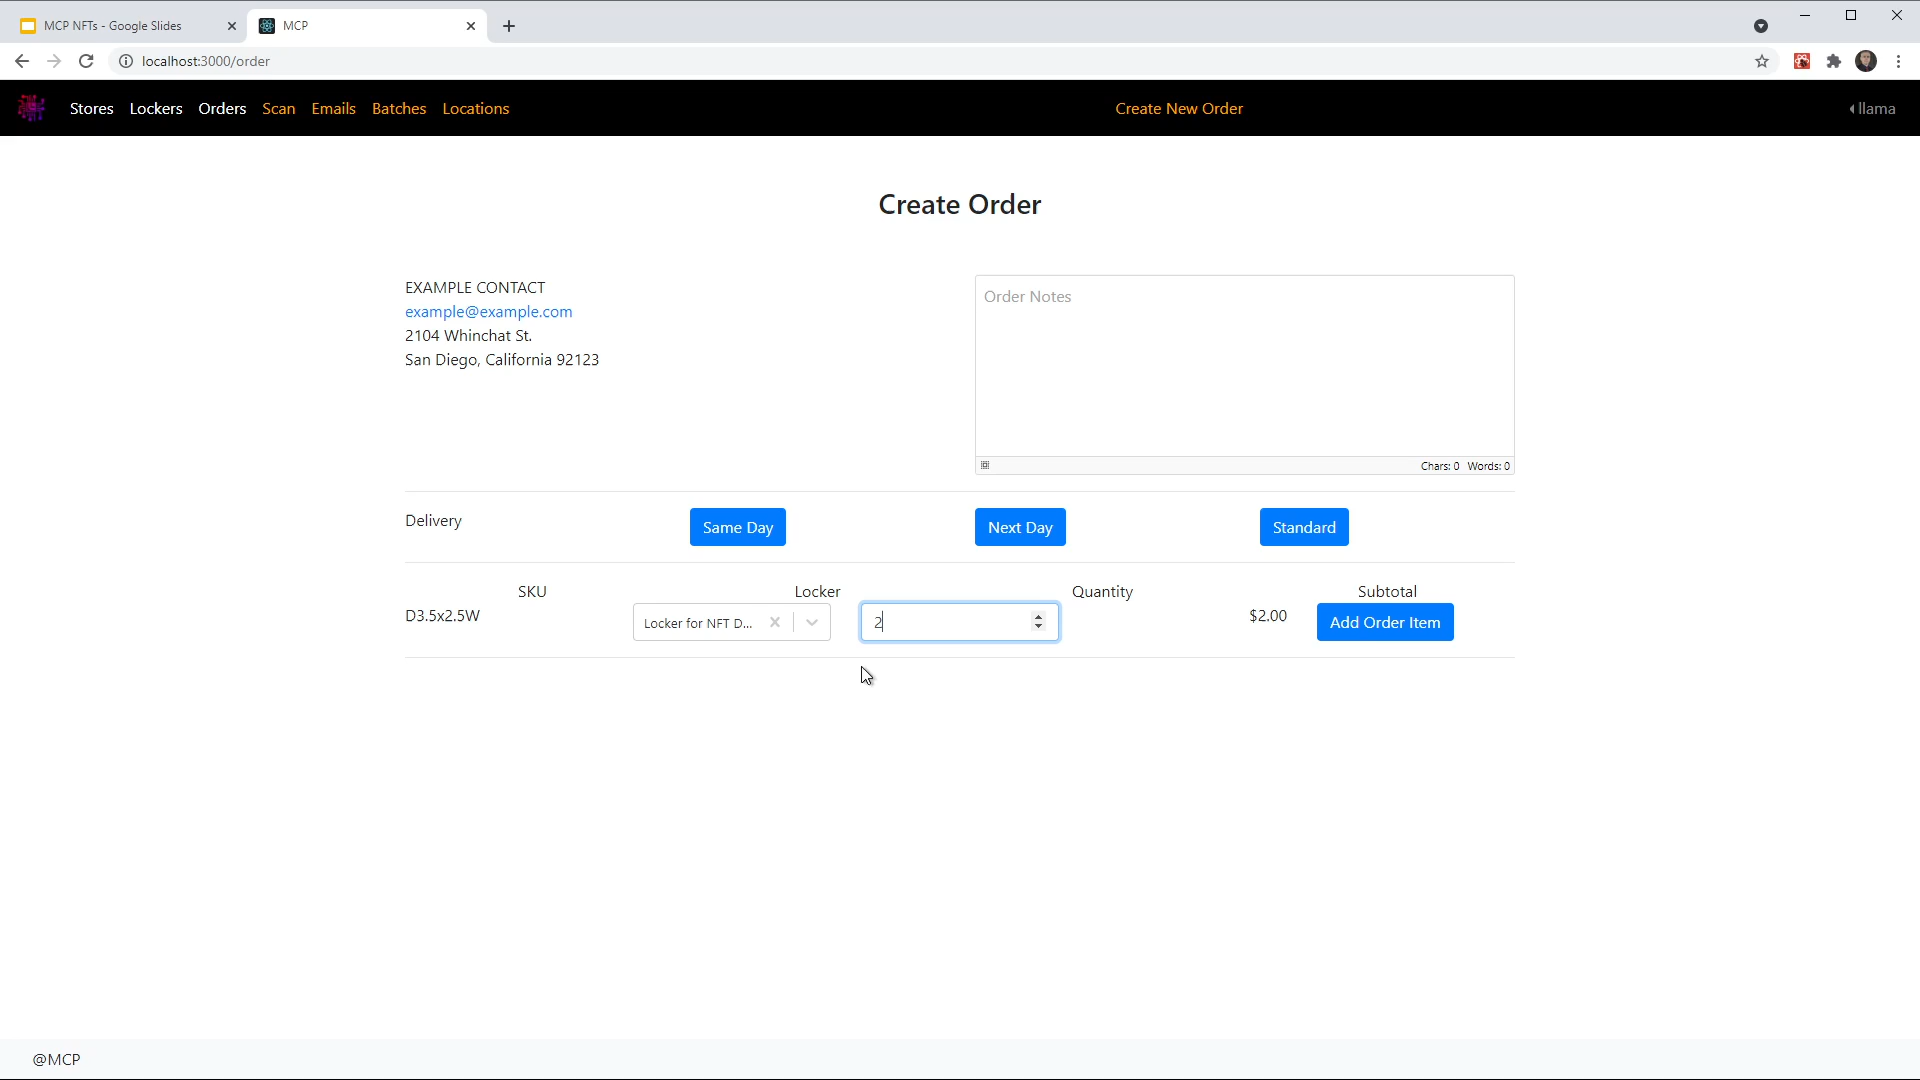 MCP NFTs - Google Slides
MCP
localhost:3000/order
Stores Lockers Orders Scan Emails Batches Locations
Create New Order
llama
Create Order
EXAMPLE CONTACT
example@example.com
2104 Whinchat St.
San Diego, California 92123
Order Notes
Chars: 0 Words: 0
Delivery
Same Day
Next Day
Standard
SKU Locker Quantity Subtotal
D3.5x2.5W Locker for NFT D... 2 $2.00 Add Order Item
@MCP